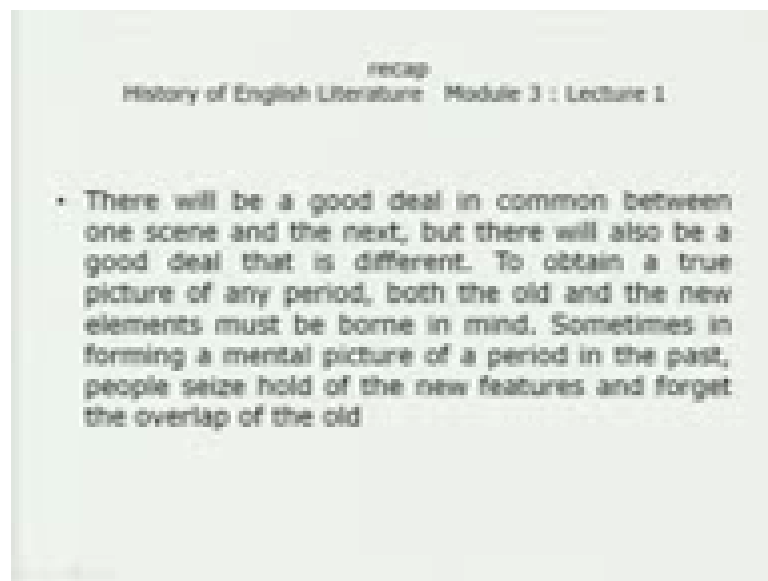 recap
History of English Literature Module 3 : Lecture 1
• There will be a good deal in common between
one scene and the next, but there will also be a
good deal that is different. To obtain a true
picture of any period, both the old and the new
elements must be borne in mind. Sometimes in
forming a mental picture of a period in the past,
people seize hold of the new features and forget
the overlap of the old